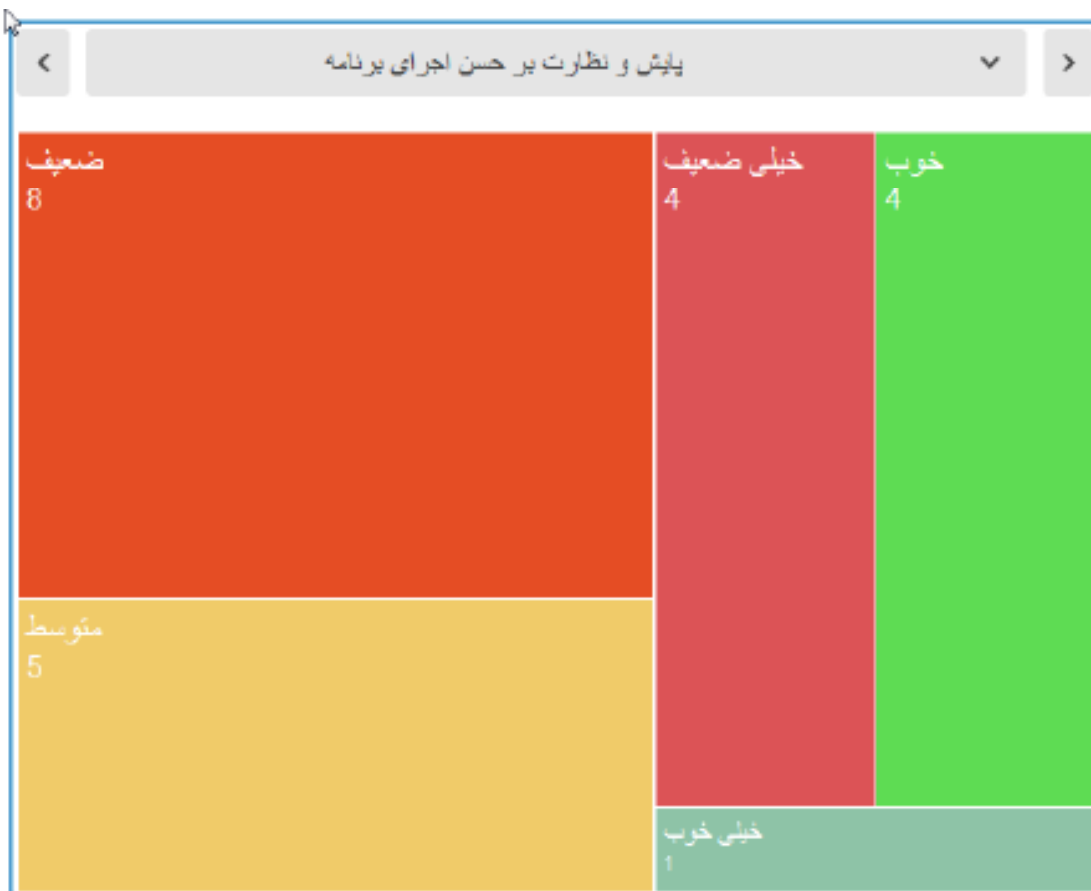 پایش و نظارت بر حسن اجرای برنامه
ضعیف
8
خیلی ضعیف
4
خوب
4
متوسط
5
خیلی خوب
1